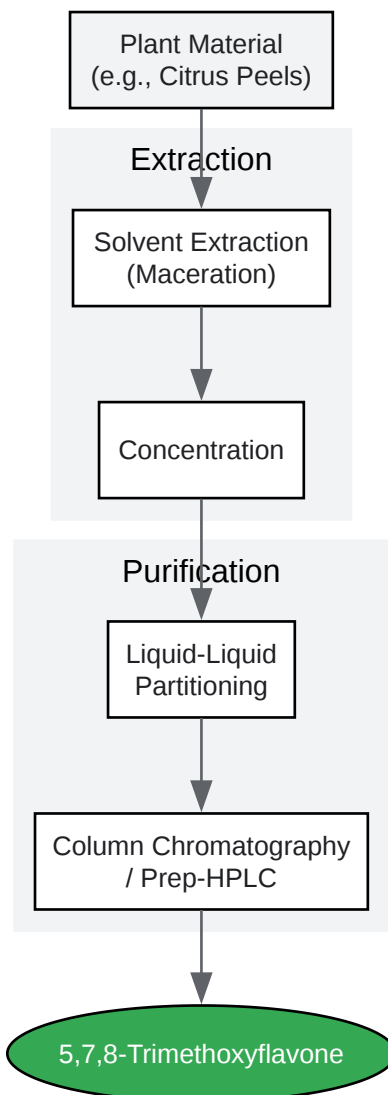 Plant Material
(e.g., Citrus Peels)
Extraction
Solvent Extraction
(Maceration)
Concentration
Purification
Liquid-Liquid
Partitioning
Column Chromatography
/ Prep-HPLC
5,7,8-Trimethoxyflavone